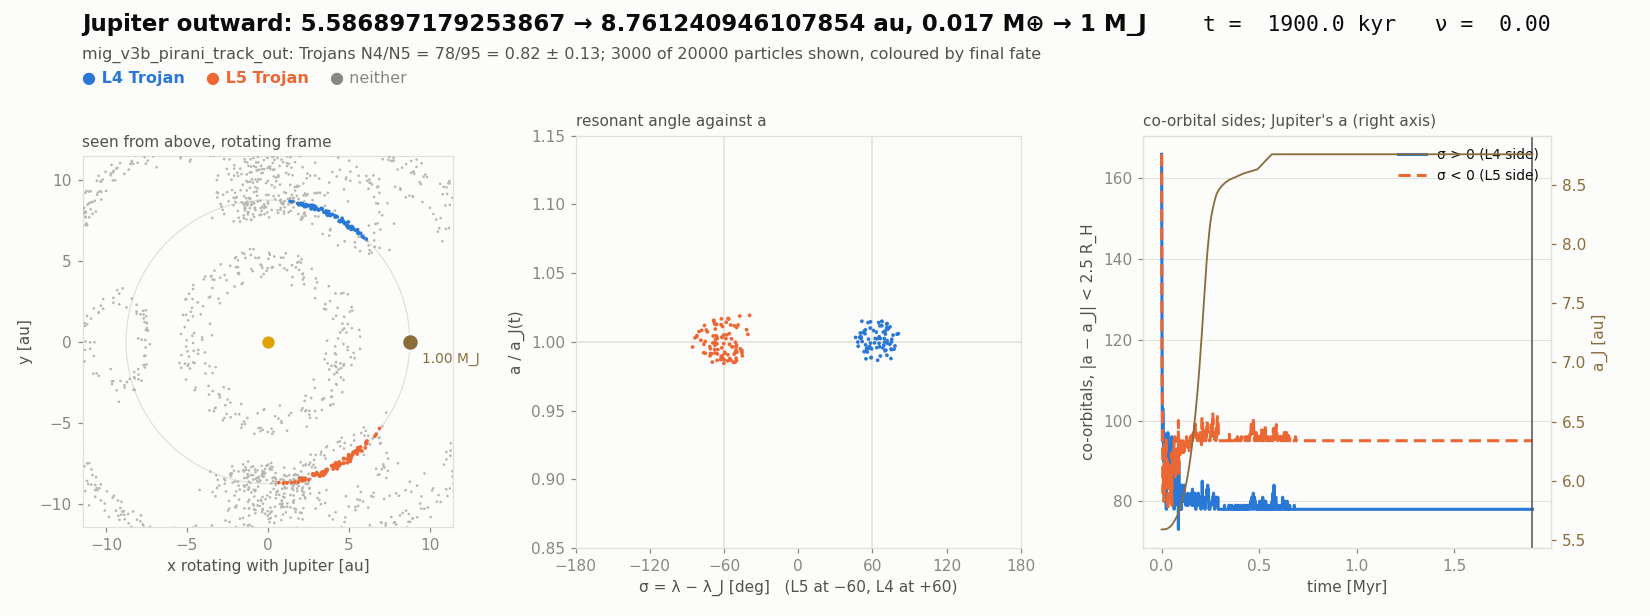 Jupiter outward: 5.586897179253867 → 8.761240946107854 au, 0.017 M⊕ → 1 M_J t = 1900.0 kyr ν = 0.00
mig_v3b_pirani_track_out: Trojans N4/N5 = 78/95 = 0.82 ± 0.13; 3000 of 20000 particles shown, coloured by final fate
L4 Trojan L5 Trojan neither
seen from above, rotating frame
10
5
0
−5
−10
−10 −5 0 5 10
y [au]
x rotating with Jupiter [au]
1.00 M_J
resonant angle against a
1.15
1.10
1.05
1.00
0.95
0.90
0.85
−180 −120 −60 0 60 120 180
a / a_J(t)
σ = λ − λ_J [deg] (L5 at −60, L4 at +60)
co-orbital sides; Jupiter's a (right axis)
σ > 0 (L4 side)
σ < 0 (L5 side)
160
140
120
100
80
co-orbitals, |a − a_J| < 2.5 R_H
8.5
8.0
7.5
7.0
6.5
6.0
5.5
a_J [au]
0.0 0.5 1.0 1.5
time [Myr]